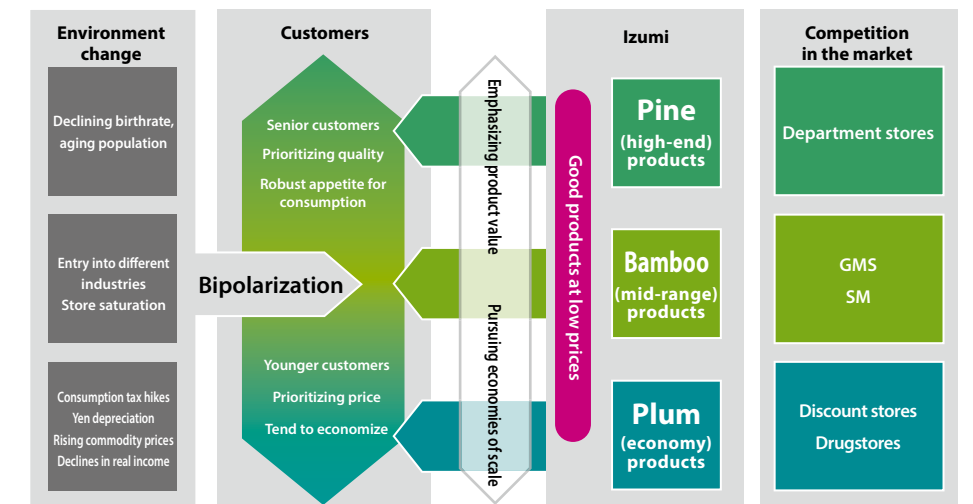 Environment
change
Declining birthrate,
aging population
Entry into different
industries
Store saturation
Consumption tax hikes
Yen depreciation
Rising commodity prices
Declines in real income
Customers
Senior customers
Prioritizing quality
Robust appetite for
consumption
Bipolarization
Younger customers
Prioritizing price
Tend to economize
Emphasizing product value
Pursuing economies of scale
Izumi
Good products at low prices
Pine
(high-end)
products
Bamboo
(mid-range)
products
Plum
(economy)
products
Competition
in the market
Department stores
GMS
SM
Discount stores
Drugstores